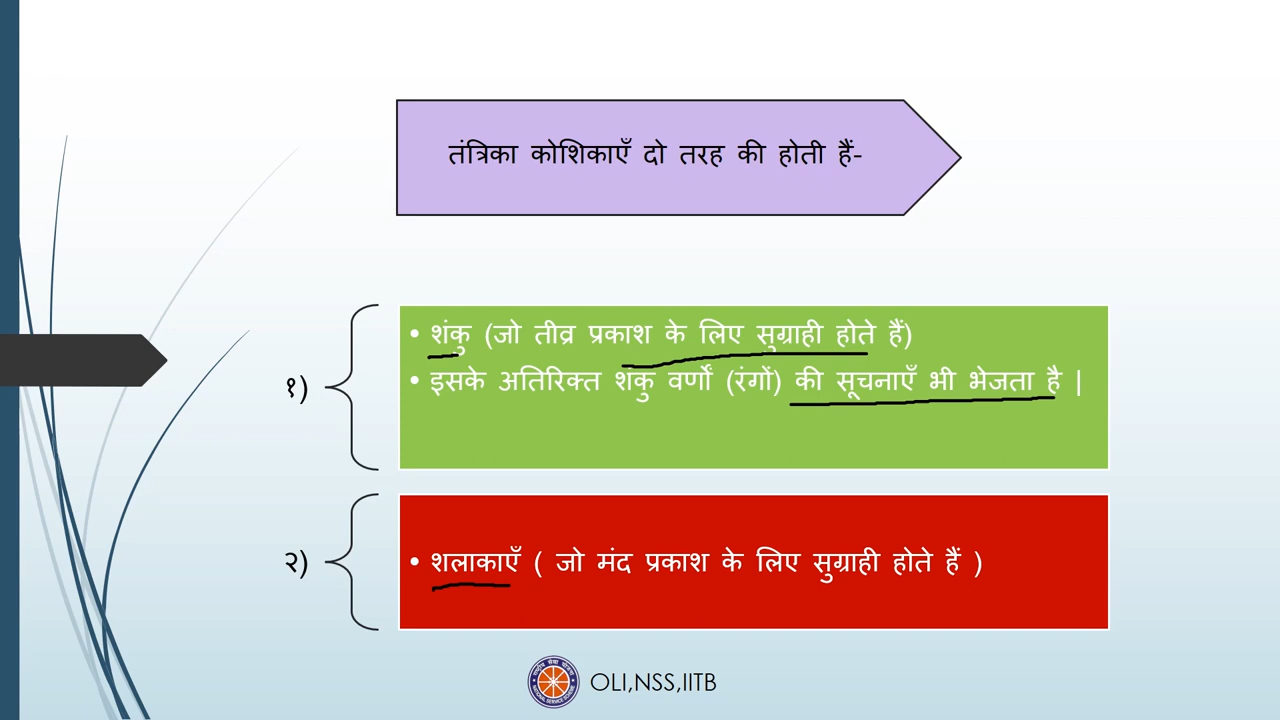 तंत्रिका कोशिकाएँ दो तरह की होती हैं-
१)
• शंकु (जो तीव्र प्रकाश के लिए सुग्राही होते हैं)
• इसके अतिरिक्त शंकु वर्णों (रंगों) की सूचनाएँ भी भेजता है |
२)
• शलाकाएँ ( जो मंद प्रकाश के लिए सुग्राही होते हैं )
OLI,NSS,IITB